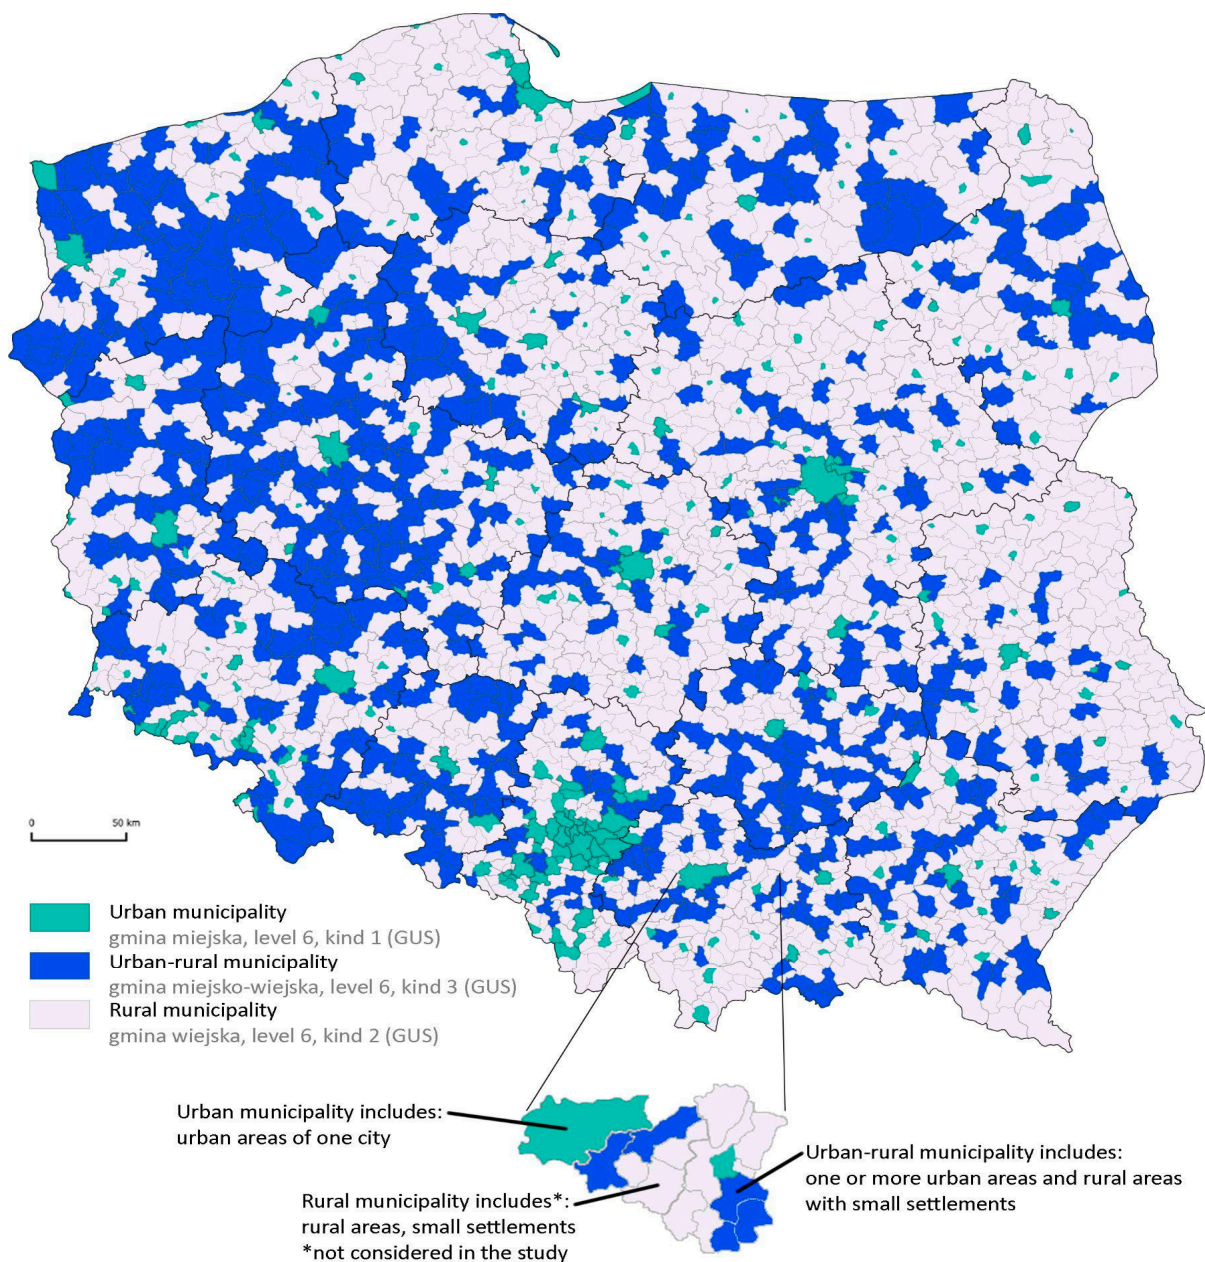 0
50 km
Urban municipality
gmina miejska, level 6, kind 1 (GUS)
Urban-rural municipality
gmina miejsko-wiejska, level 6, kind 3 (GUS)
Rural municipality
gmina wiejska, level 6, kind 2 (GUS)
Urban municipality includes:
urban areas of one city
Rural municipality includes*:
rural areas, small settlements
*not considered in the study
Urban-rural municipality includes:
one or more urban areas and rural areas
with small settlements